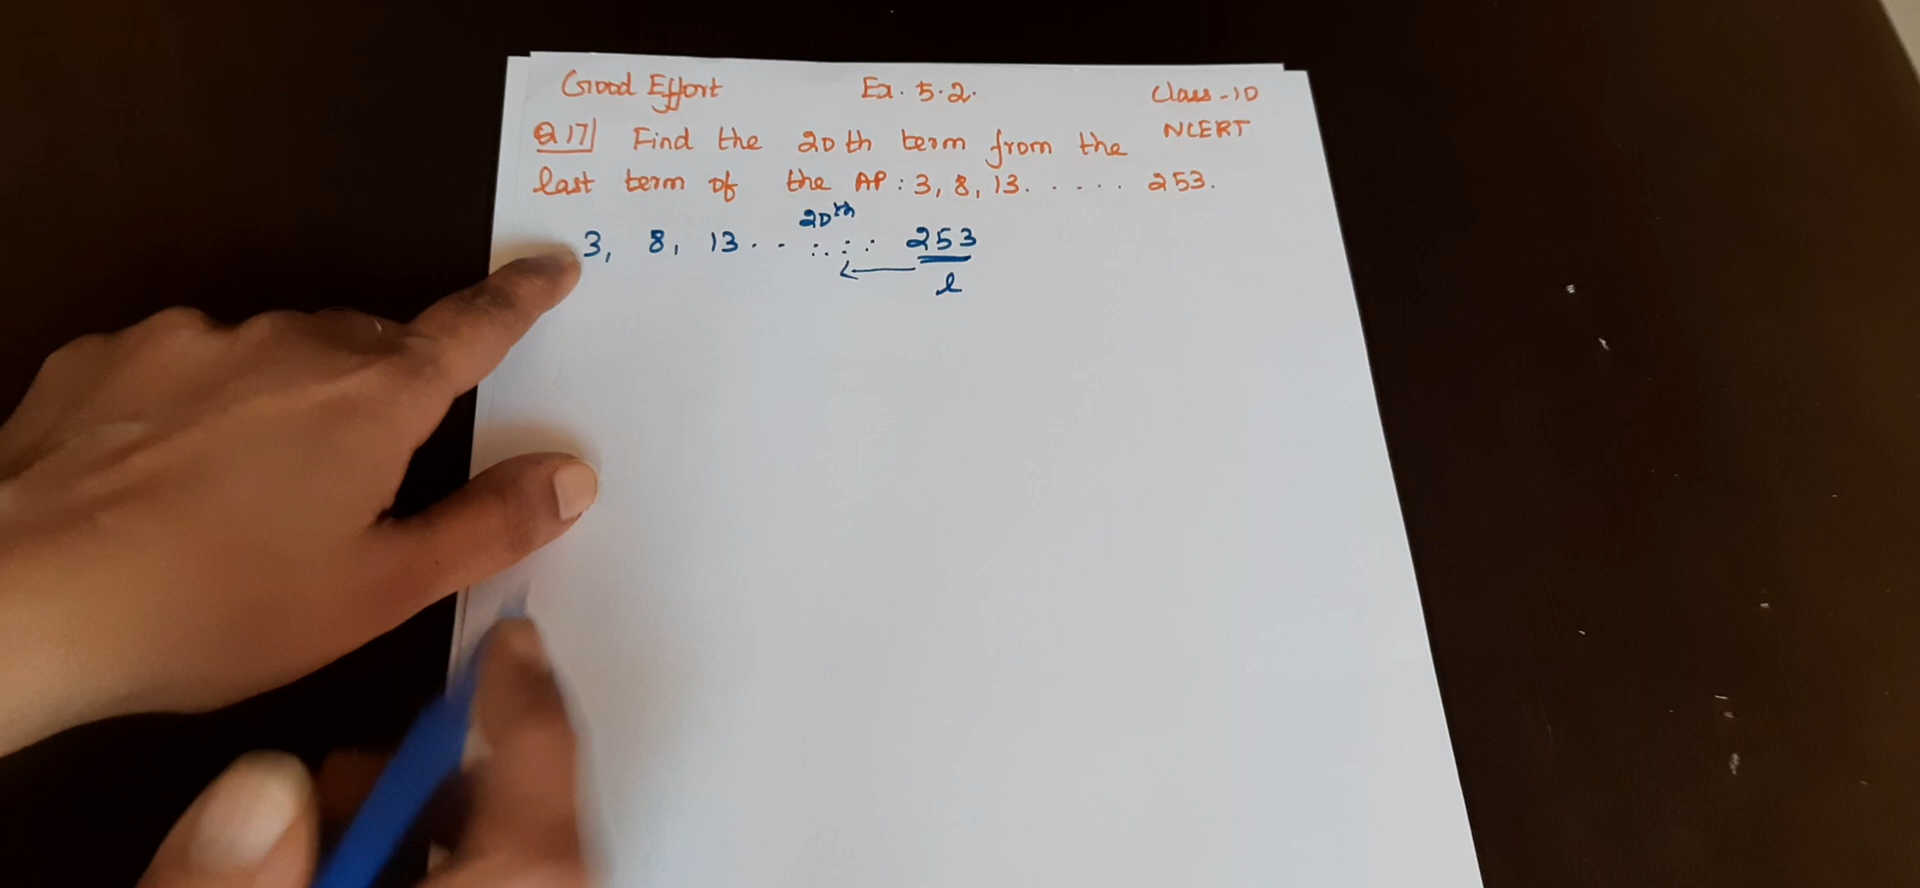 Good Effort Ex. 5.2. Class-10
NCERT
Q17 Find the 20th term from the
last term of the AP : 3, 8, 13. . . . . . 253.
20th
3, 8, 13. . . . . . . . 253
l